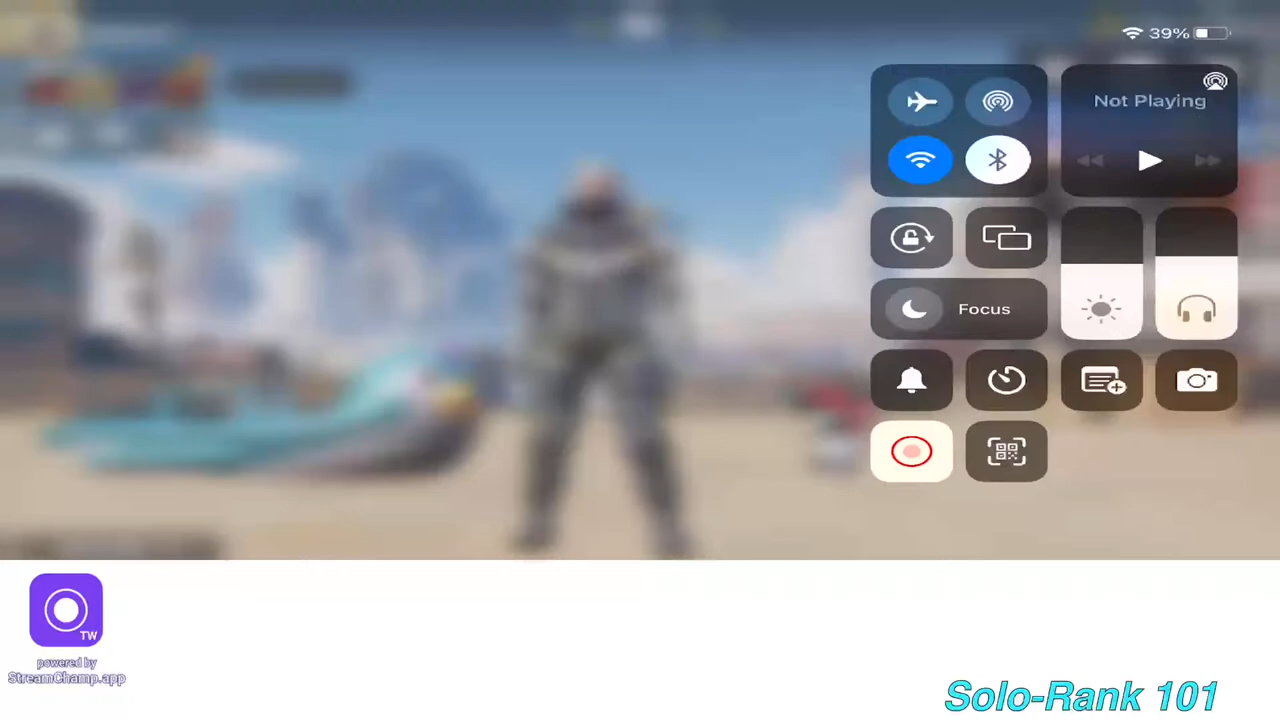 39%
Not Playing
Focus
TW
powered by
StreamChamp.app
Solo-Rank 101